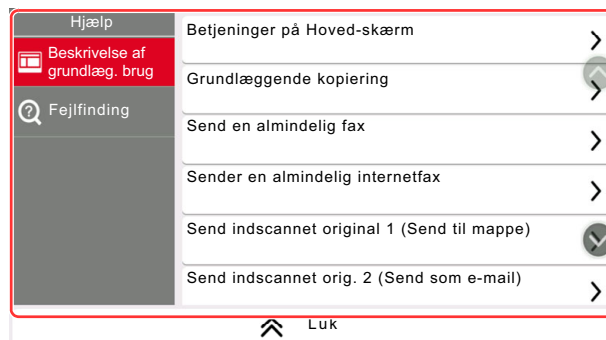 Hjælp
Beskrivelse af
grundlæg. brug
Fejlfinding
Betjeninger på Hoved-skærm
Grundlæggende kopiering
Send en almindelig fax
Sender en almindelig internetfax
Send indscannet original 1 (Send til mappe)
Send indscannet orig. 2 (Send som e-mail)
Luk